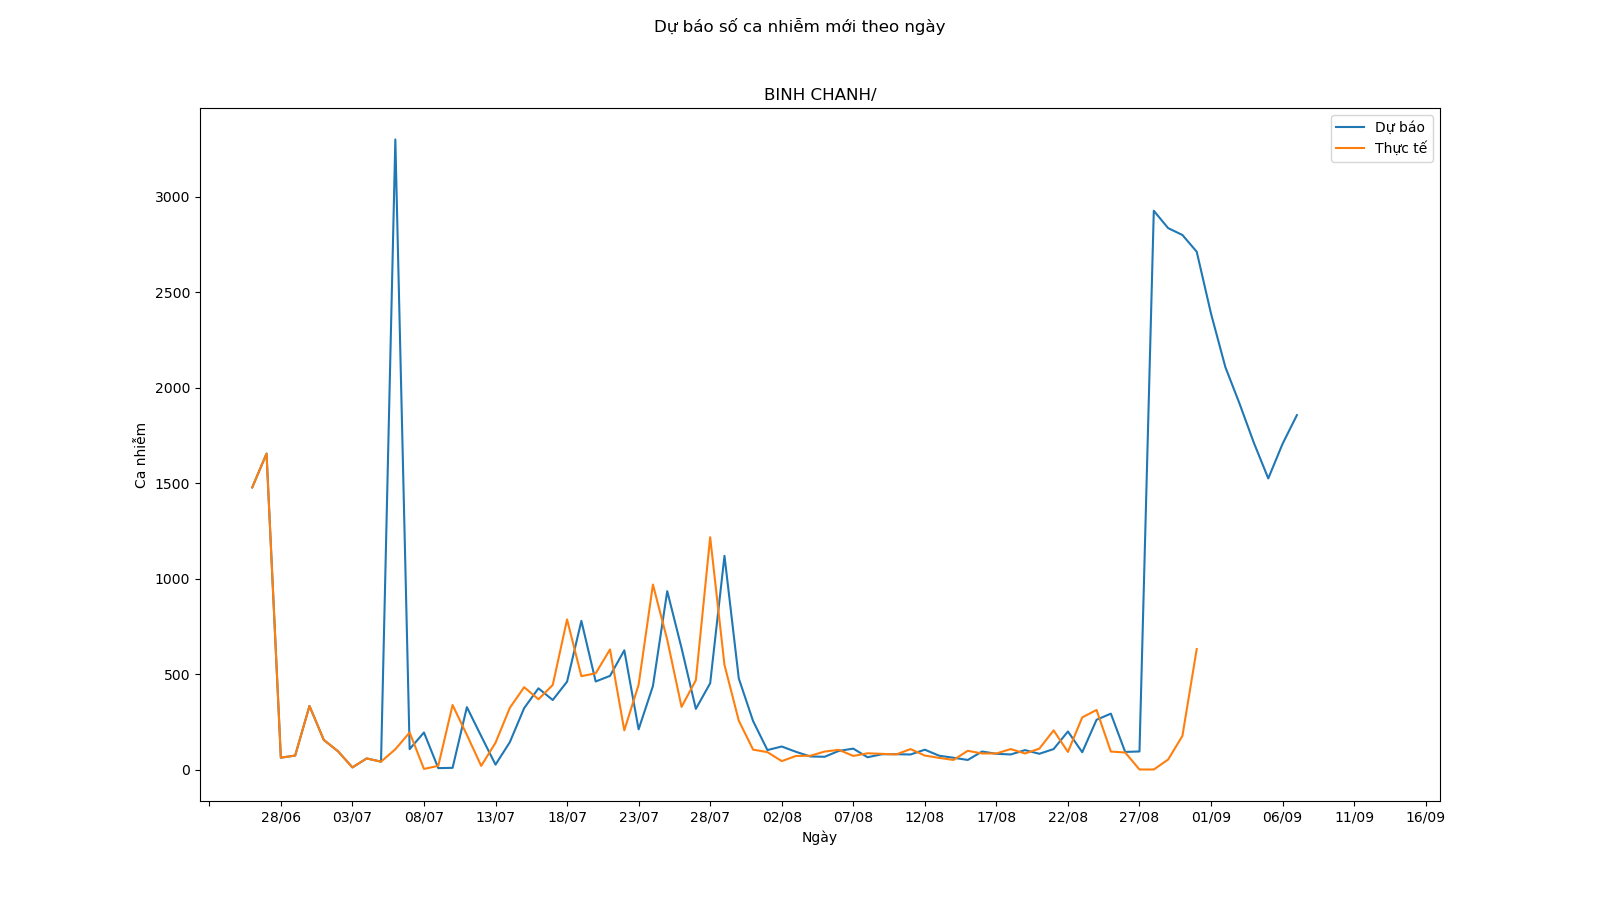 Dự báo số ca nhiễm mới theo ngày
BINH CHANH/
Dự báo
Thực tế
3000
2500
2000
1500
1000
500
0
Ca nhiễm
28/06 03/07 08/07 13/07 18/07 23/07 28/07 02/08 07/08 12/08 17/08 22/08 27/08 01/09 06/09 11/09 16/09
Ngày